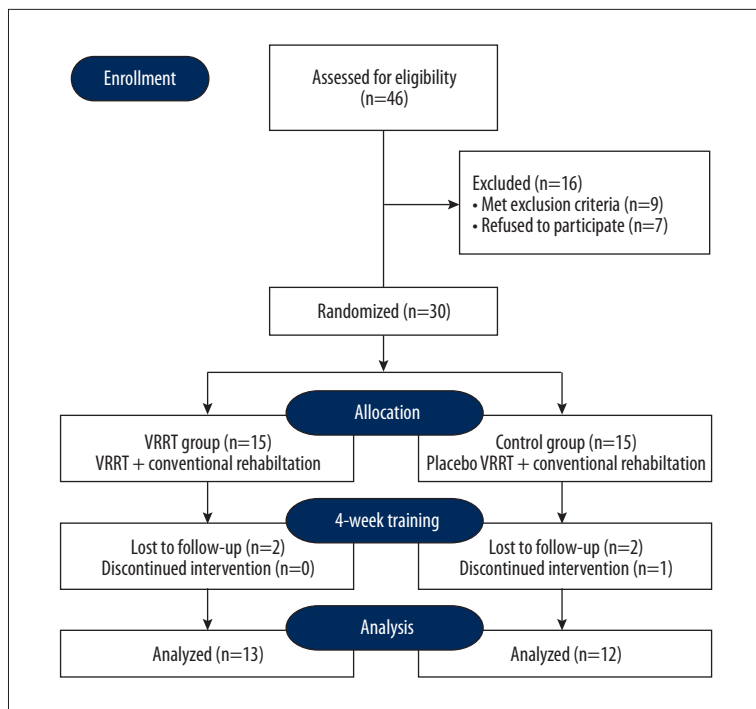 Enrollment
Assessed for eligibility
(n=46)
Excluded (n=16)
• Met exclusion criteria (n=9)
• Refused to participate (n=7)
Randomized (n=30)
Allocation
VRRT group (n=15)
VRRT + conventional rehabiltation
Control group (n=15)
Placebo VRRT + conventional rehabiltation
4-week training
Lost to follow-up (n=2)
Discontinued intervention (n=0)
Lost to follow-up (n=2)
Discontinued intervention (n=1)
Analysis
Analyzed (n=13)
Analyzed (n=12)